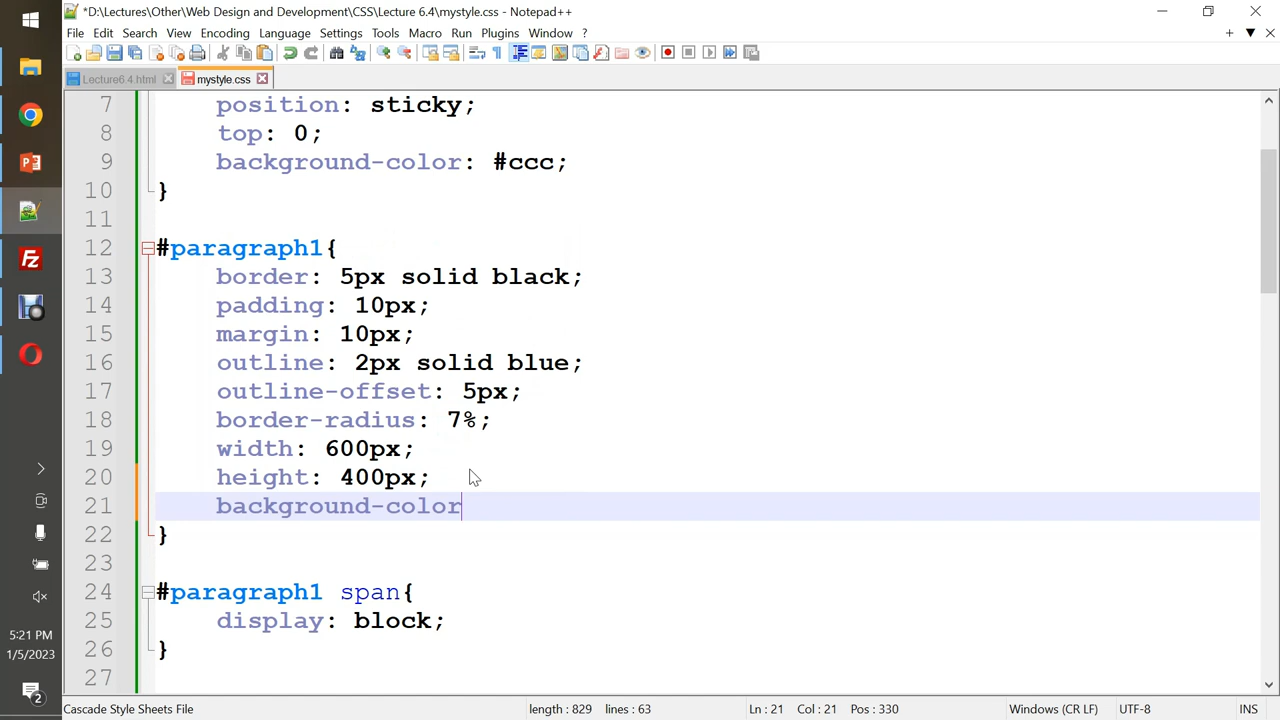 *D:\Lectures\Other\Web Design and Development\CSS\Lecture 6.4\mystyle.css - Notepad++
File Edit Search View Encoding Language Settings Tools Macro Run Plugins Window ?
Lecture6 4.html mystyle.css
7 position: sticky;
8 top: 0;
9 background-color: #ccc;
10 }
11
12 #paragraph1{
13 border: 5px solid black;
14 padding: 10px;
15 margin: 10px;
16 outline: 2px solid blue;
17 outline-offset: 5px;
18 border-radius: 7%;
19 width: 600px;
20 height: 400px;
21 background-color
22 }
23
24 #paragraph1 span{
25 display: block;
26 }
27
5:21 PM
1/5/2023
2
Cascade Style Sheets File length : 829 lines : 63 Ln : 21 Col : 21 Pos : 330 Windows (CR LF) UTF-8 INS